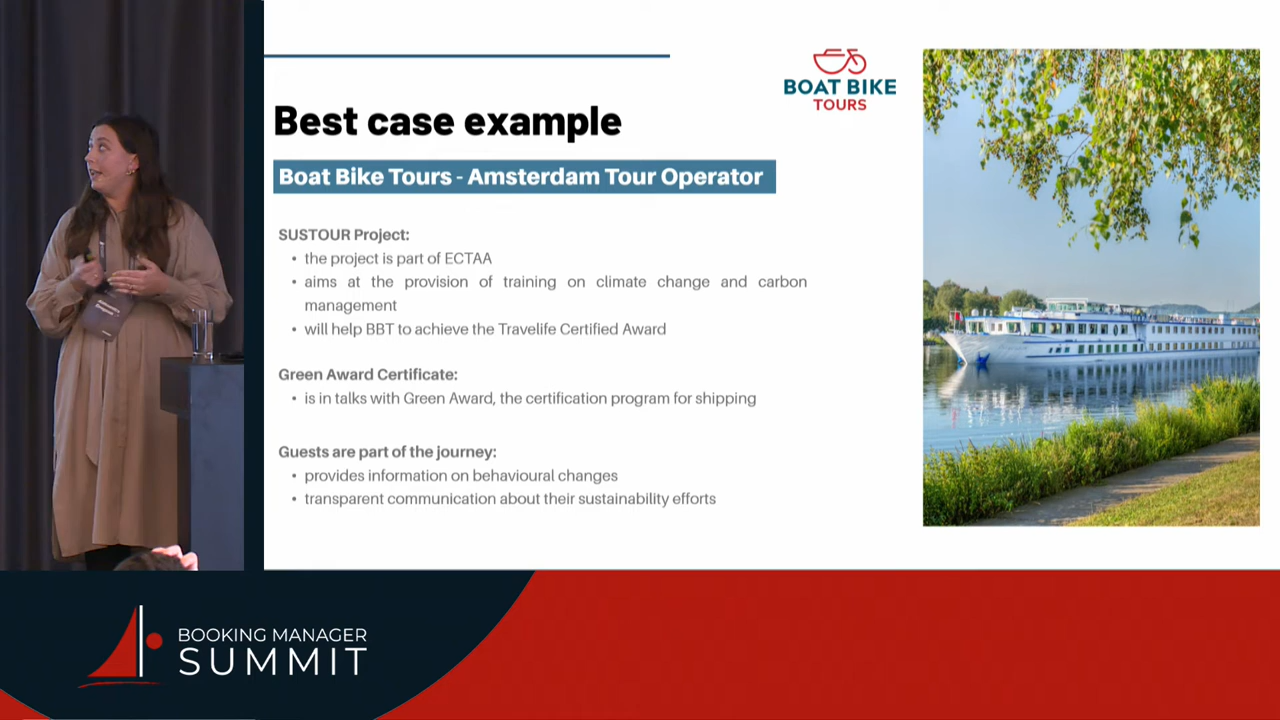 BOAT BIKE
TOURS
Best case example
Boat Bike Tours - Amsterdam Tour Operator
SUSTOUR Project:
• the project is part of ECTAA
• aims at the provision of training on climate change and carbon
management
• will help BBT to achieve the Travelife Certified Award
Green Award Certificate:
• is in talks with Green Award, the certification program for shipping
Guests are part of the journey:
• provides information on behavioural changes
• transparent communication about their sustainability efforts
BOOKING MANAGER
SUMMIT